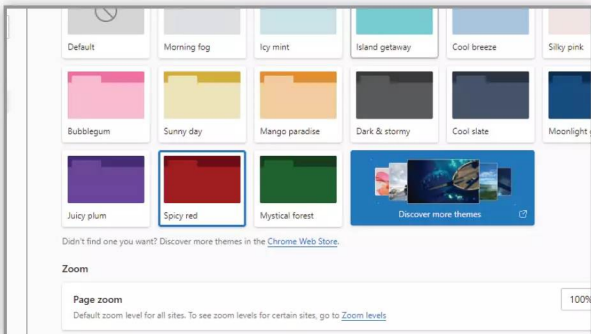 Default Morning fog Icy mint Island getaway Cool breeze Silky pink
Bubblegum Sunny day Mango paradise Dark & stormy Cool slate Moonlight
Juicy plum Spicy red Mystical forest Discover more themes
Didn't find one you want? Discover more themes in the Chrome Web Store.
Zoom
Page zoom
Default zoom level for all sites. To see zoom levels for certain sites, go to Zoom levels
100%